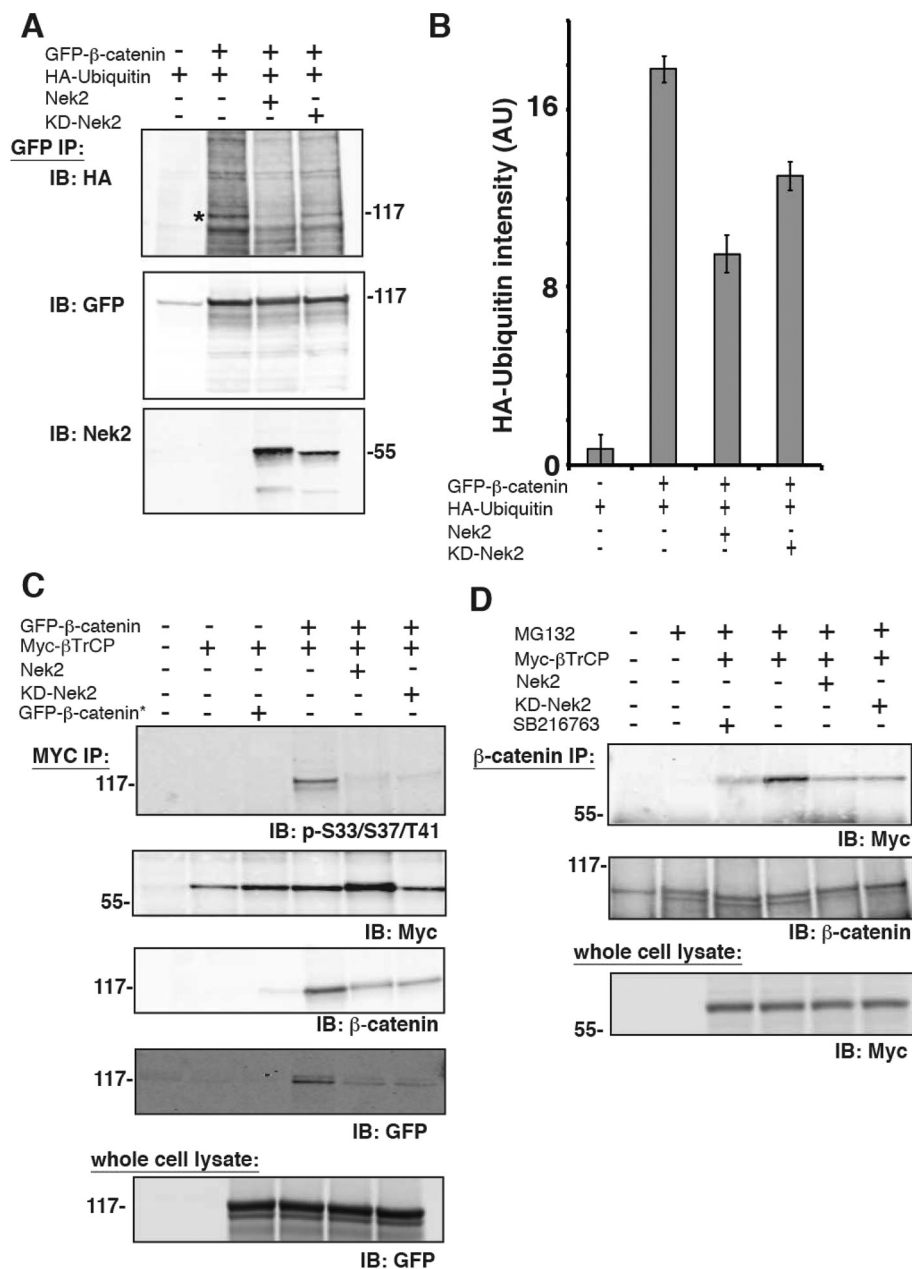 A
GFP-β-catenin - + + +
HA-Ubiquitin + + + +
Nek2 - - + -
KD-Nek2 - - - +
GFP IP:
IB: HA
*
-117
IB: GFP
-117
IB: Nek2
-55
B
HA-Ubiquitin intensity (AU)
16
8
0
GFP-β-catenin - + + +
HA-Ubiquitin + + + +
Nek2 - - + -
KD-Nek2 - - - +
C
GFP-β-catenin - - - + + +
Myc-βTrCP - + + + + +
Nek2 - - - - + -
KD-Nek2 - - - - - +
GFP-β-catenin* - - + - - -
MYC IP:
117-
IB: p-S33/S37/T41
55-
IB: Myc
117-
IB: β-catenin
117-
IB: GFP
whole cell lysate:
117-
IB: GFP
D
MG132 - + + + + +
Myc-βTrCP - - + + + +
Nek2 - - - - + -
KD-Nek2 - - - - - +
SB216763 - - + - - -
β-catenin IP:
55-
IB: Myc
117-
IB: β-catenin
whole cell lysate:
55-
IB: Myc